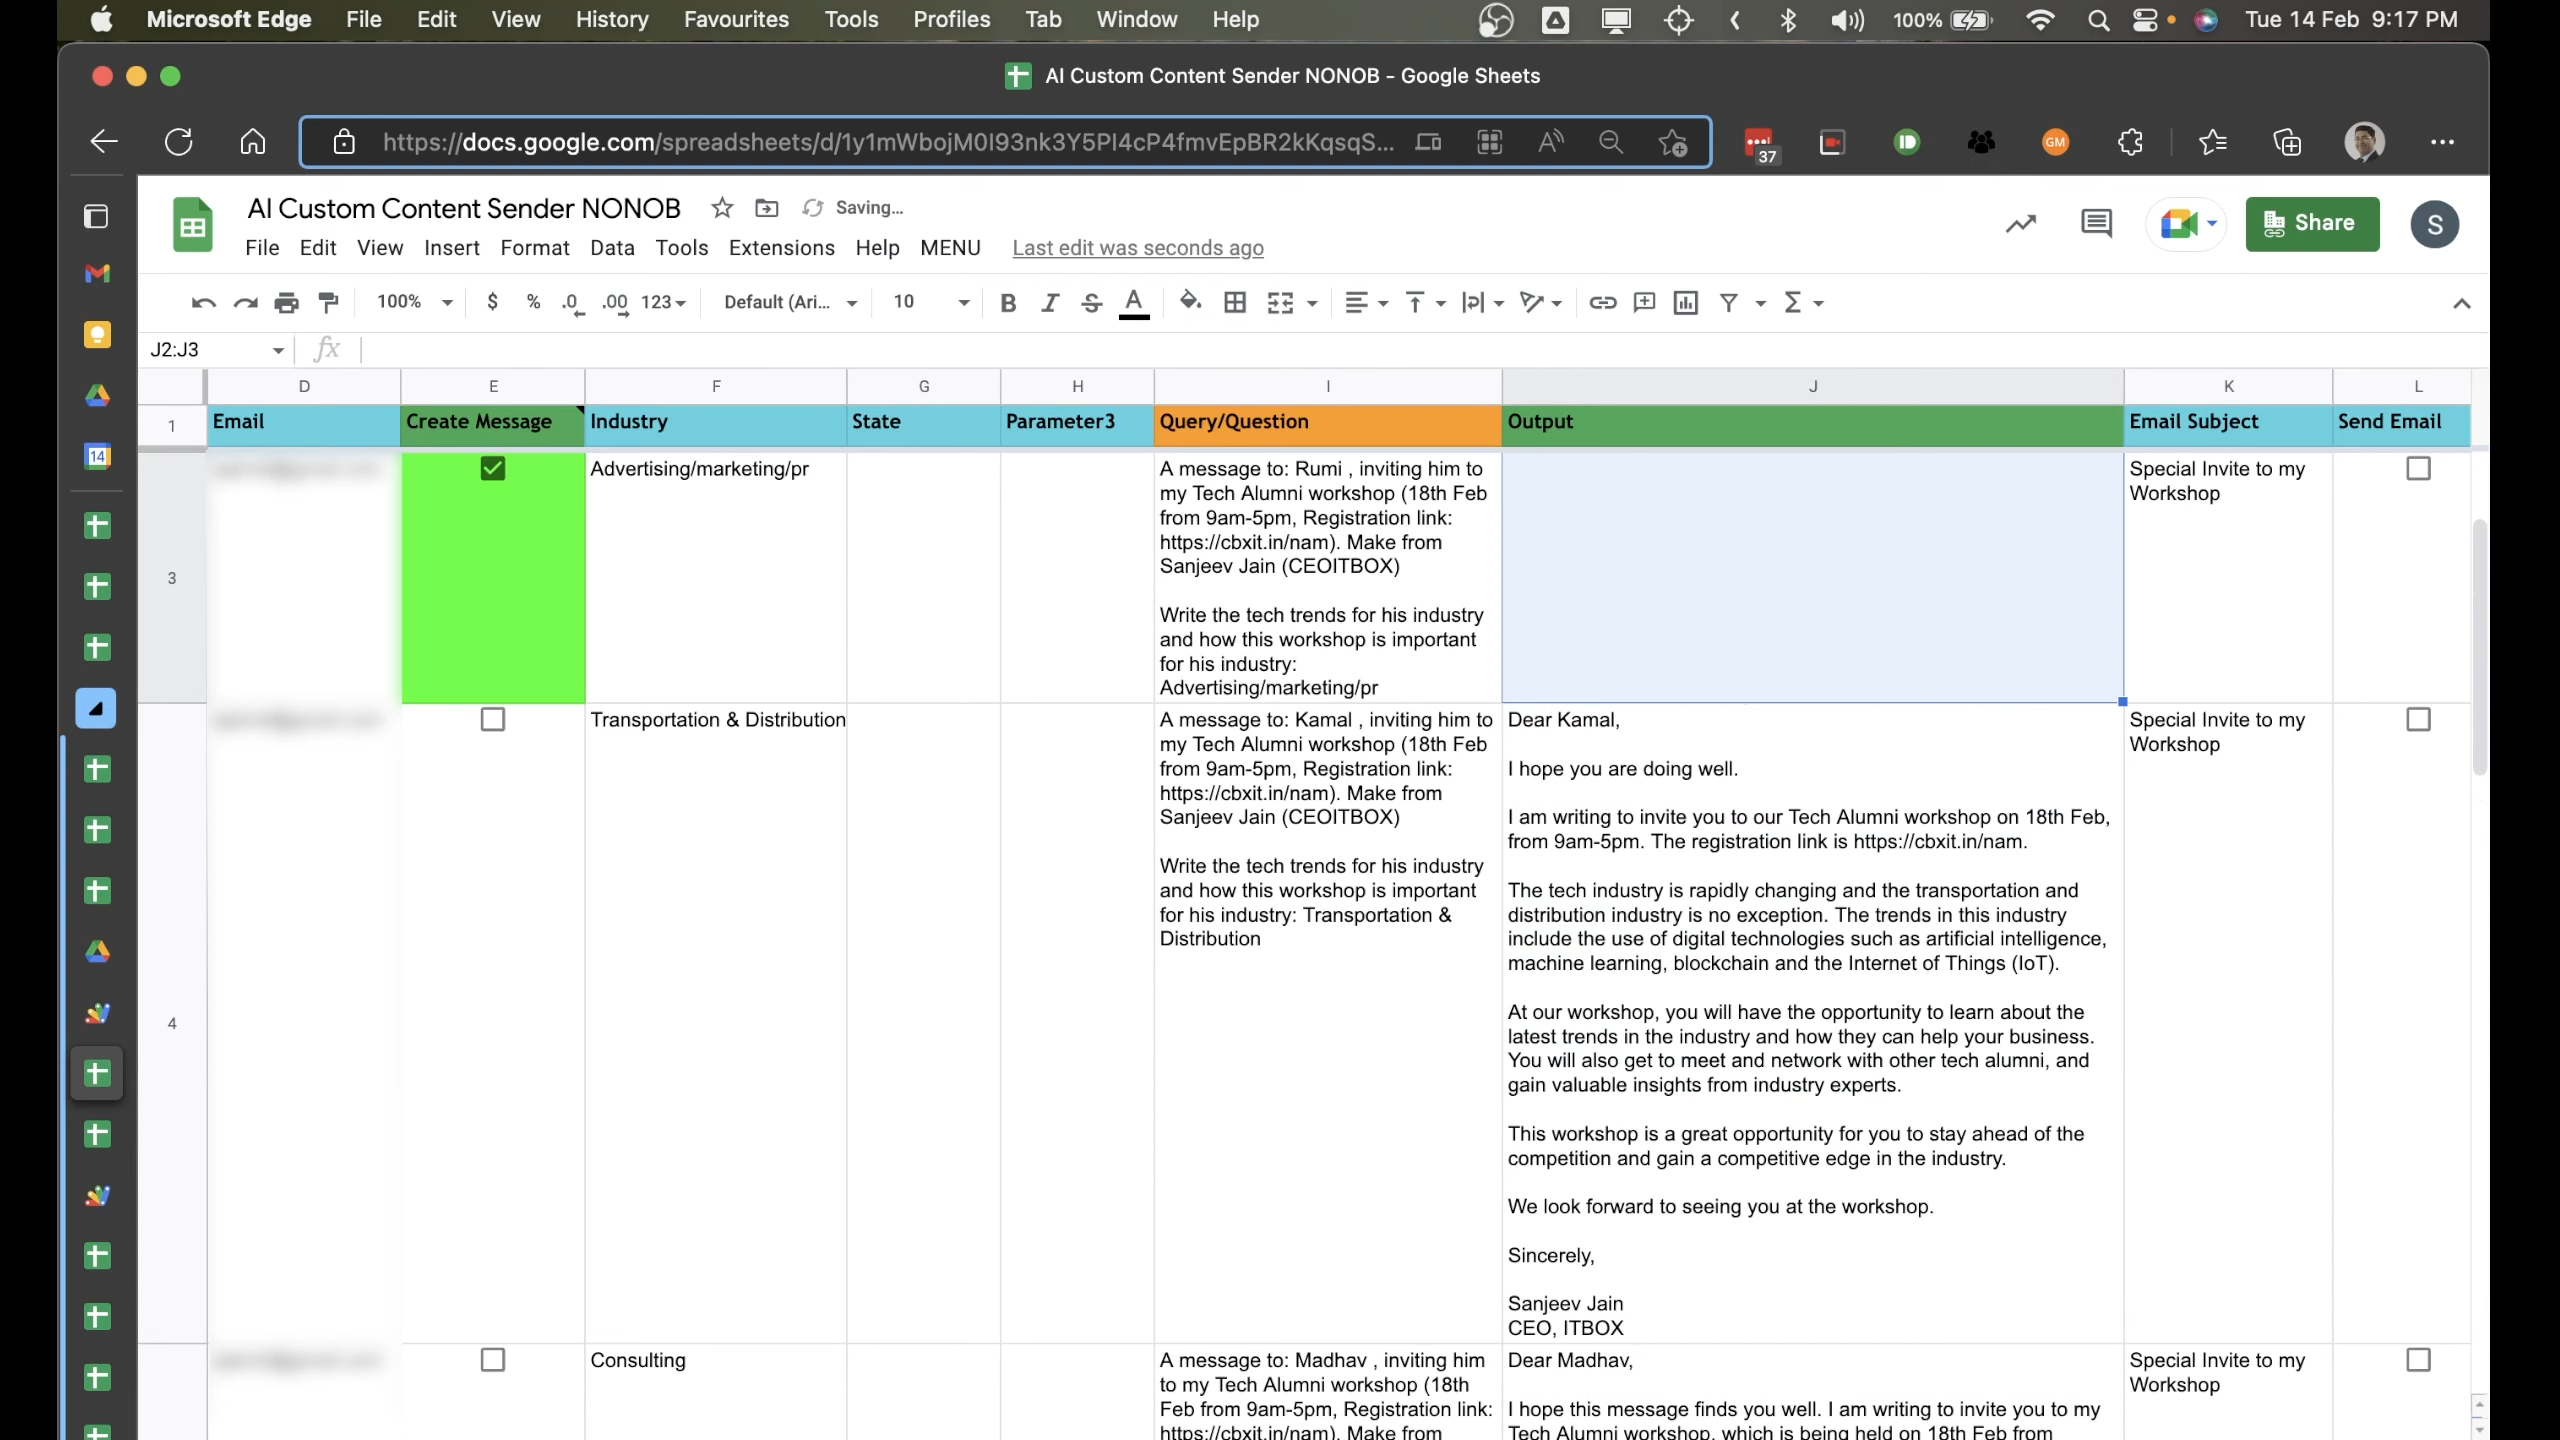 Microsoft Edge File Edit View History Favourites Tools Profiles Tab Window Help 100% Tue 14 Feb 9:17 PM
AI Custom Content Sender NONOB - Google Sheets
https://docs.google.com/spreadsheets/d/1y1mWbojM0I93nk3Y5PI4cP4fmvEpBR2kKqsqS... 37 GM
AI Custom Content Sender NONOB Saving... Share S
File Edit View Insert Format Data Tools Extensions Help MENU Last edit was seconds ago
100% $ % .0 .00 123 Default (Ari... 10 B I S A
J2:J3 fx
14
D E F G H I J K L
1 Email Create Message Industry State Parameter3 Query/Question Output Email Subject Send Email
3
Advertising/marketing/pr
A message to: Rumi , inviting him to
my Tech Alumni workshop (18th Feb
from 9am-5pm, Registration link:
https://cbxit.in/nam). Make from
Sanjeev Jain (CEOITBOX)
Write the tech trends for his industry
and how this workshop is important
for his industry:
Advertising/marketing/pr
Special Invite to my
Workshop
4
Transportation & Distribution
A message to: Kamal , inviting him to
my Tech Alumni workshop (18th Feb
from 9am-5pm, Registration link:
https://cbxit.in/nam). Make from
Sanjeev Jain (CEOITBOX)
Write the tech trends for his industry
and how this workshop is important
for his industry: Transportation &
Distribution
Dear Kamal,
I hope you are doing well.
I am writing to invite you to our Tech Alumni workshop on 18th Feb,
from 9am-5pm. The registration link is https://cbxit.in/nam.
The tech industry is rapidly changing and the transportation and
distribution industry is no exception. The trends in this industry
include the use of digital technologies such as artificial intelligence,
machine learning, blockchain and the Internet of Things (IoT).
At our workshop, you will have the opportunity to learn about the
latest trends in the industry and how they can help your business.
You will also get to meet and network with other tech alumni, and
gain valuable insights from industry experts.
This workshop is a great opportunity for you to stay ahead of the
competition and gain a competitive edge in the industry.
We look forward to seeing you at the workshop.
Sincerely,
Sanjeev Jain
CEO, ITBOX
Special Invite to my
Workshop
Consulting
A message to: Madhav , inviting him
to my Tech Alumni workshop (18th
Feb from 9am-5pm, Registration link:
https://cbxit.in/nam). Make from
Dear Madhav,
I hope this message finds you well. I am writing to invite you to my
Tech Alumni workshop, which is being held on 18th Feb from
Special Invite to my
Workshop